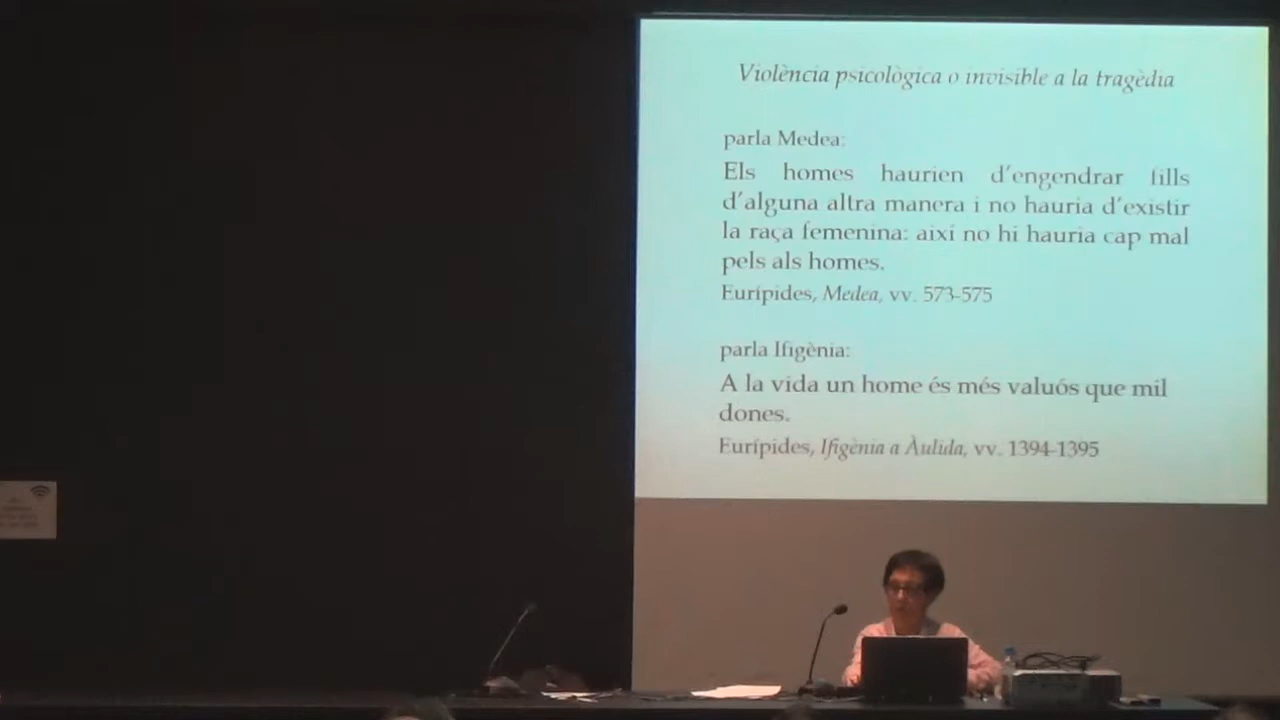 Violència psicològica o invisible a la tragèdia
parla Medea:
Els homes haurien d'engendrar fills
d'alguna altra manera i no hauria d'existir
la raça femenina: així no hi hauria cap mal
pels als homes.
Eurípides, Medea, vv. 573-575
parla Ifigènia:
A la vida un home és més valuós que mil
dones.
Eurípides, Ifigènia a Àulida, vv. 1394-1395